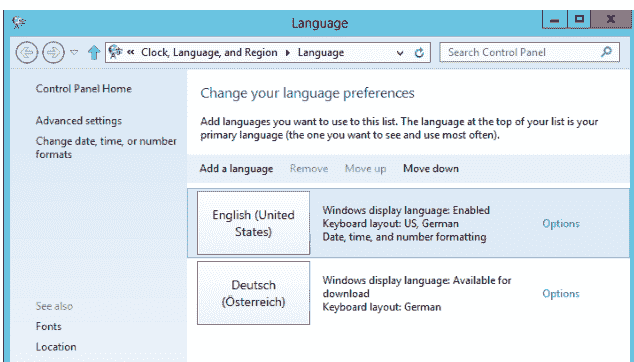 Language
« Clock, Language, and Region Language
Search Control Panel
Control Panel Home
Advanced settings
Change date, time, or number
formats
See also
Fonts
Location
Change your language preferences
Add languages you want to use to this list. The language at the top of your list is your
primary language (the one you want to see and use most often).
Add a language Remove Move up Move down
English (United
States)
Windows display language: Enabled
Keyboard layout: US, German
Date, time, and number formatting
Options
Deutsch
(Österreich)
Windows display language: Available for
download
Keyboard layout: German
Options